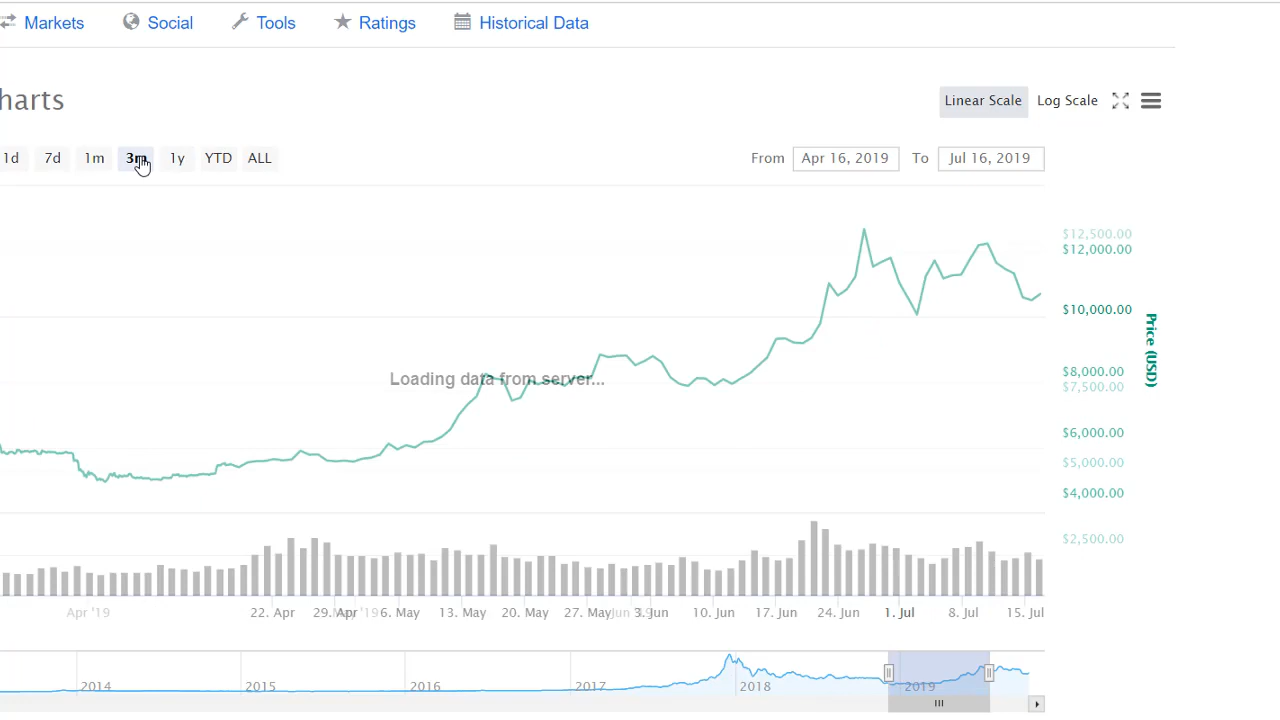 Markets Social Tools Ratings Historical Data
harts
Linear Scale Log Scale
1d 7d 1m 3m 1y YTD ALL
From Apr 16, 2019 To Jul 16, 2019
$12,500.00
$12,000.00
$10,000.00
Price (USD)
Loading data from server...
$8,000.00
$7,500.00
$6,000.00
$5,000.00
$4,000.00
$2,500.00
Apr '19 22. Apr 29. Apr 6. May 13. May 20. May 27. May 3. Jun 10. Jun 17. Jun 24. Jun 1. Jul 8. Jul 15. Jul
2014 2015 2016 2017 2018 2019